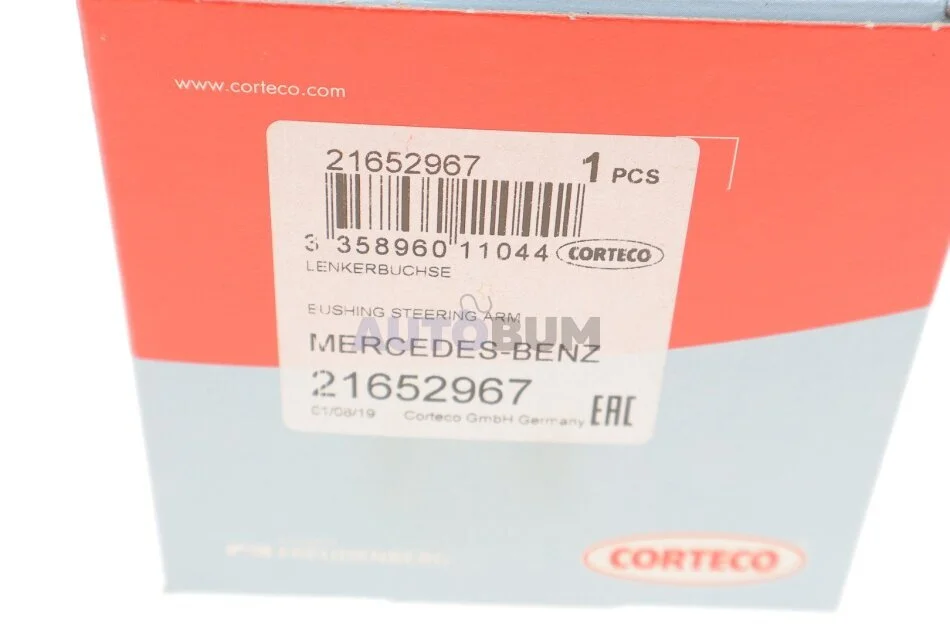 www.corteco.com
21652967 1 PCS
3 358960 11044
CORTECO
LENKERBUCHSE
BUSHING STEERING ARM
AUTOBUM
MERCEDES-BENZ
21652967
01/08/19 Corteco GmbH Germany
EAC
CORTECO